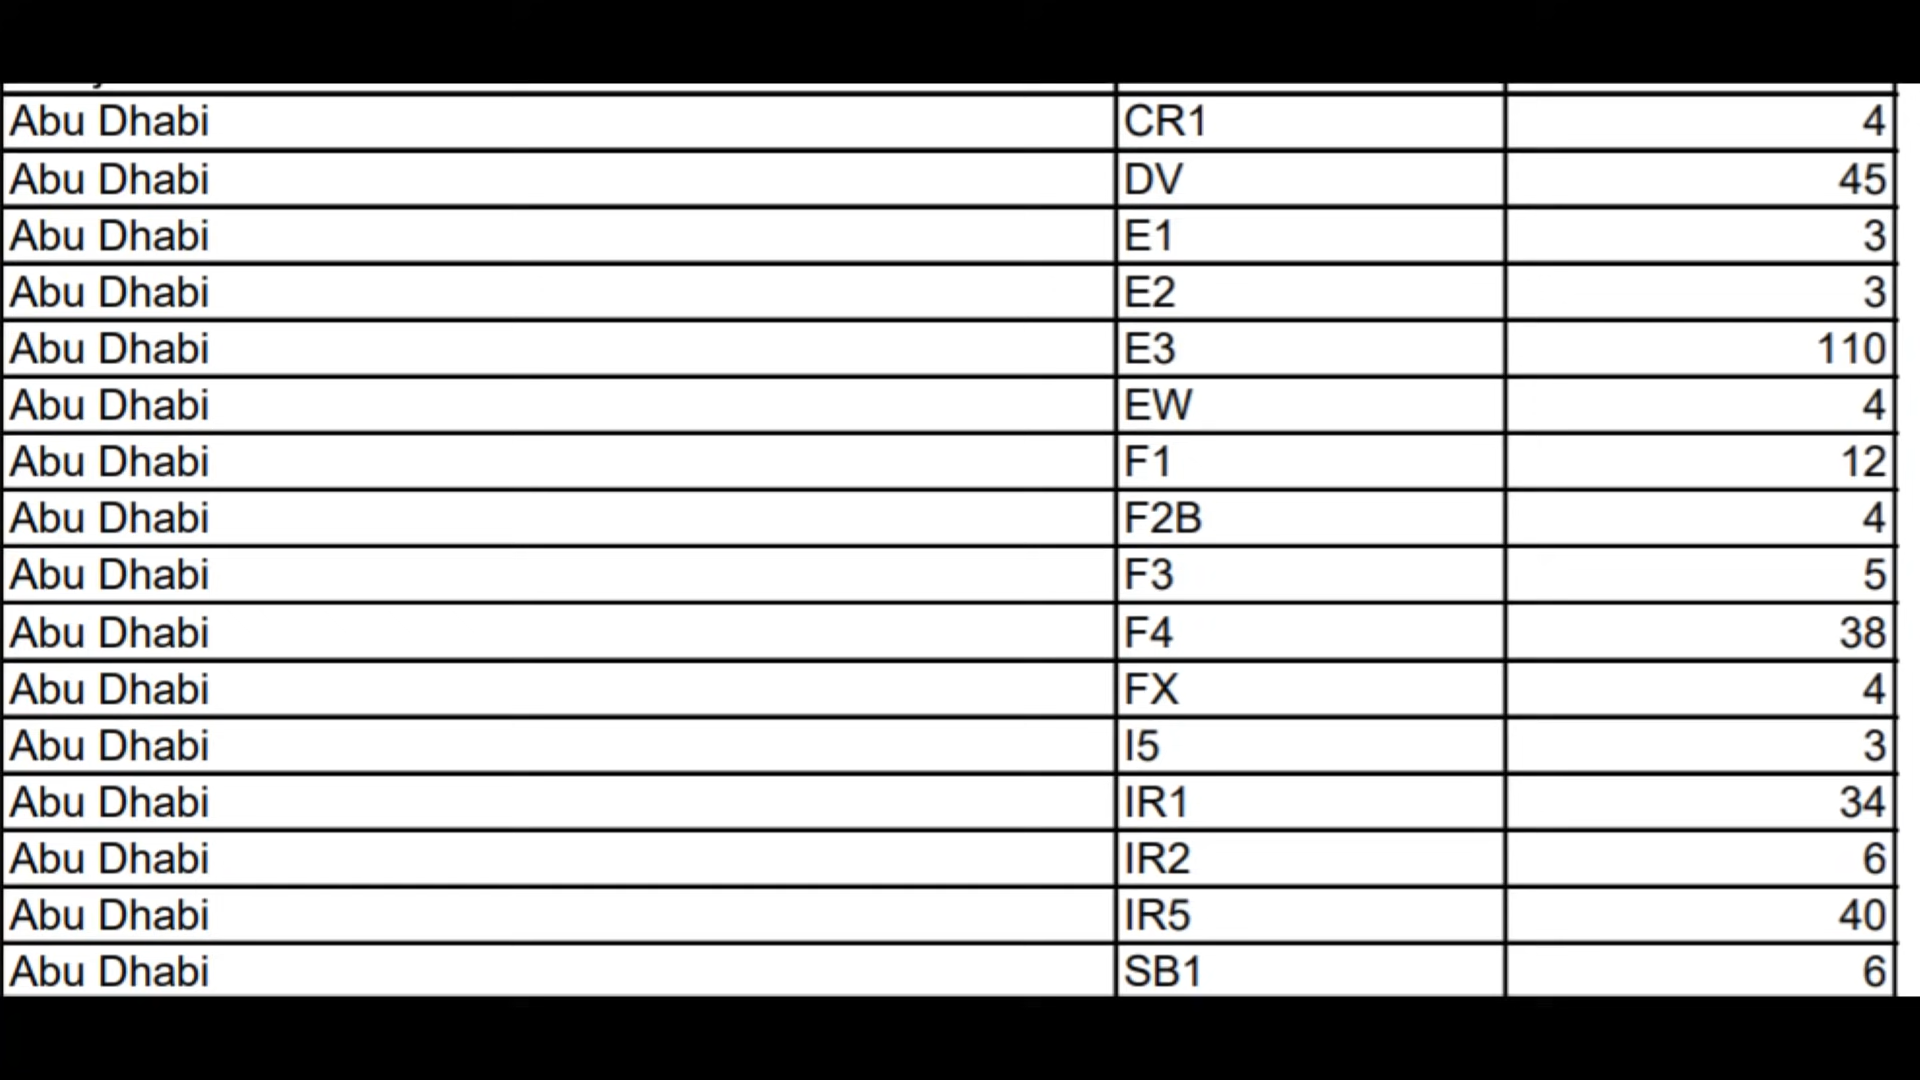 Abu Dhabi CR1 4
Abu Dhabi DV 45
Abu Dhabi E1 3
Abu Dhabi E2 3
Abu Dhabi E3 110
Abu Dhabi EW 4
Abu Dhabi F1 12
Abu Dhabi F2B 4
Abu Dhabi F3 5
Abu Dhabi F4 38
Abu Dhabi FX 4
Abu Dhabi I5 3
Abu Dhabi IR1 34
Abu Dhabi IR2 6
Abu Dhabi IR5 40
Abu Dhabi SB1 6